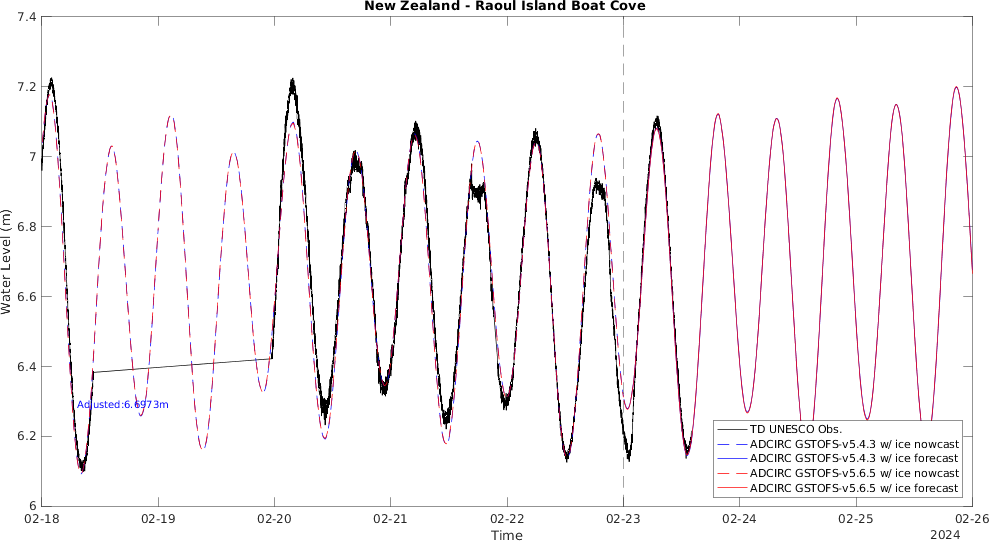 New Zealand - Raoul Island Boat Cove
Water Level (m)
7.4
7.2
7
6.8
6.6
6.4
6.2
6
Adjusted:6.6973m
TD UNESCO Obs.
ADCIRC GSTOFS-v5.4.3 w/ ice nowcast
ADCIRC GSTOFS-v5.4.3 w/ ice forecast
ADCIRC GSTOFS-v5.6.5 w/ ice nowcast
ADCIRC GSTOFS-v5.6.5 w/ ice forecast
02-18 02-19 02-20 02-21 02-22 02-23 02-24 02-25 02-26
Time
2024